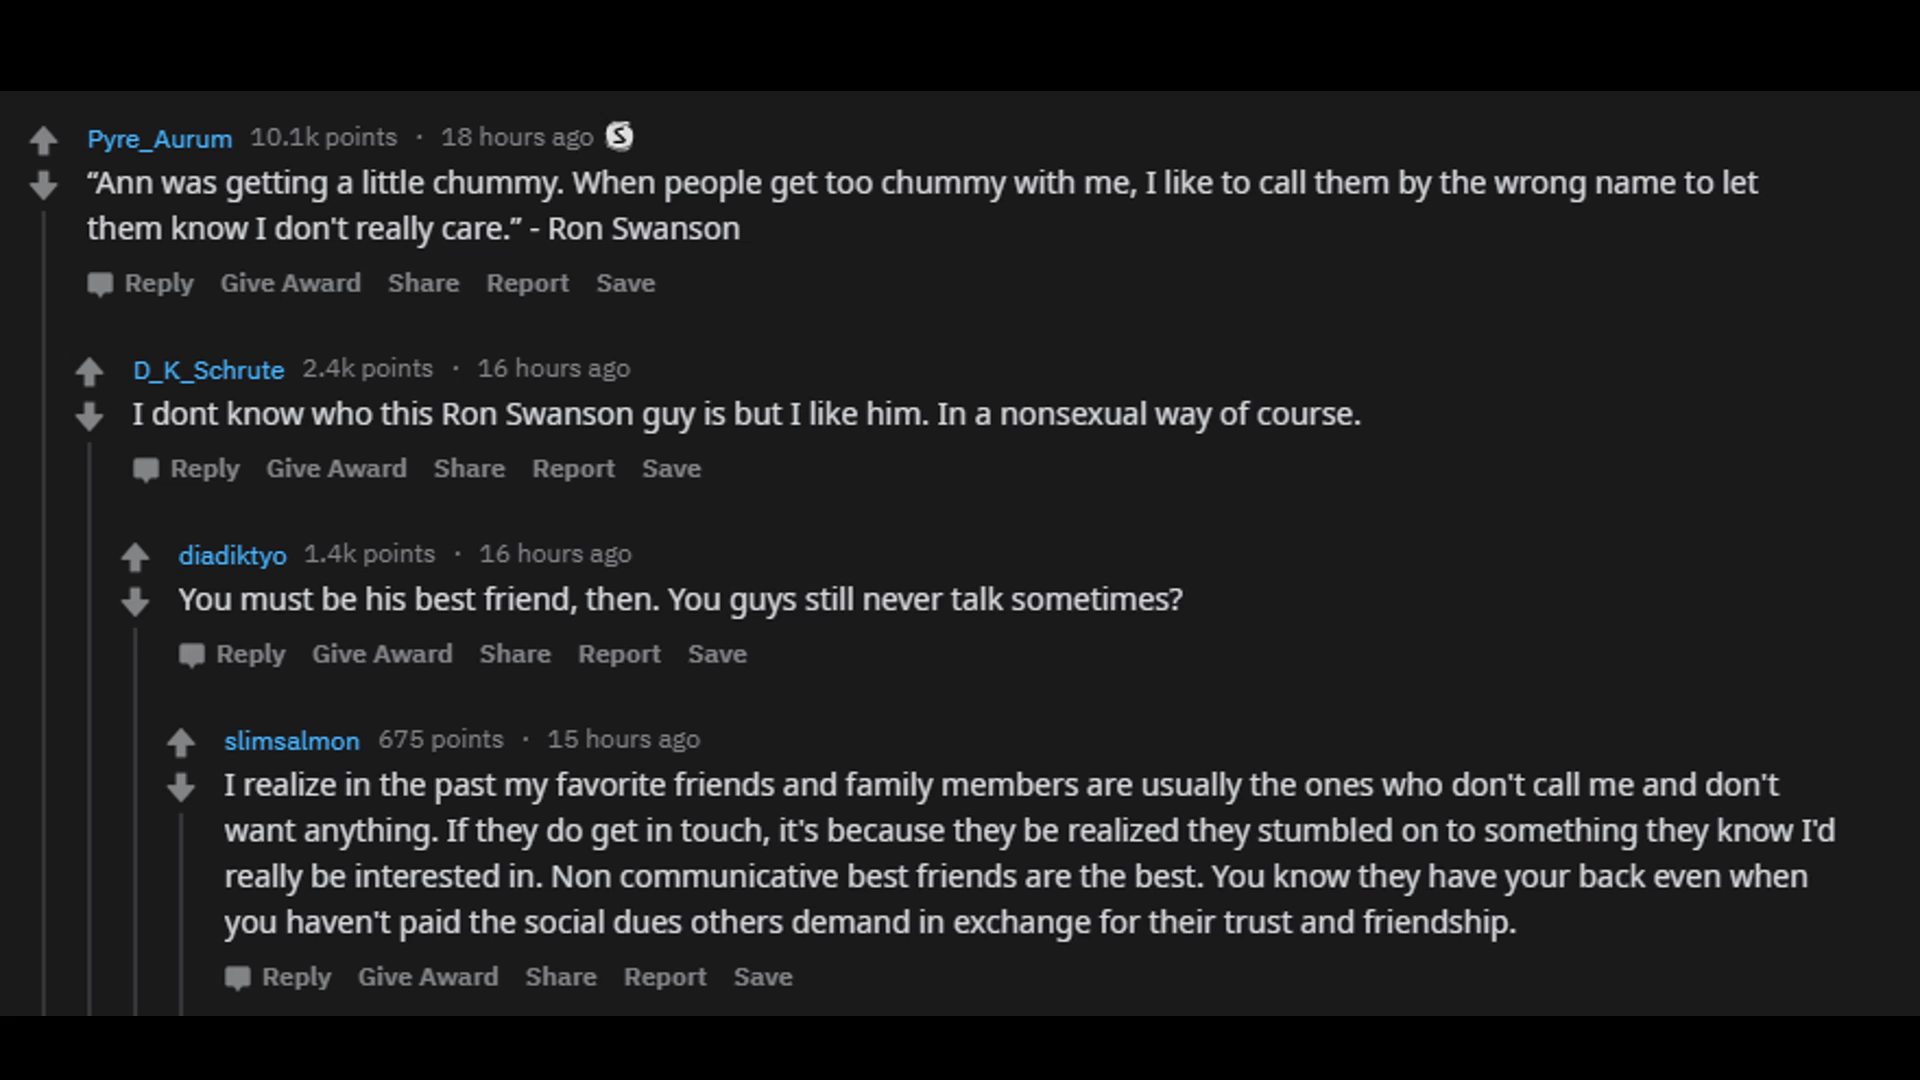 Pyre_Aurum 10.1k points · 18 hours ago S
“Ann was getting a little chummy. When people get too chummy with me, I like to call them by the wrong name to let
them know I don't really care.” - Ron Swanson
Reply Give Award Share Report Save
D_K_Schrute 2.4k points · 16 hours ago
I dont know who this Ron Swanson guy is but I like him. In a nonsexual way of course.
Reply Give Award Share Report Save
diadiktyo 1.4k points · 16 hours ago
You must be his best friend, then. You guys still never talk sometimes?
Reply Give Award Share Report Save
slimsalmon 675 points · 15 hours ago
I realize in the past my favorite friends and family members are usually the ones who don't call me and don't
want anything. If they do get in touch, it's because they be realized they stumbled on to something they know I'd
really be interested in. Non communicative best friends are the best. You know they have your back even when
you haven't paid the social dues others demand in exchange for their trust and friendship.
Reply Give Award Share Report Save